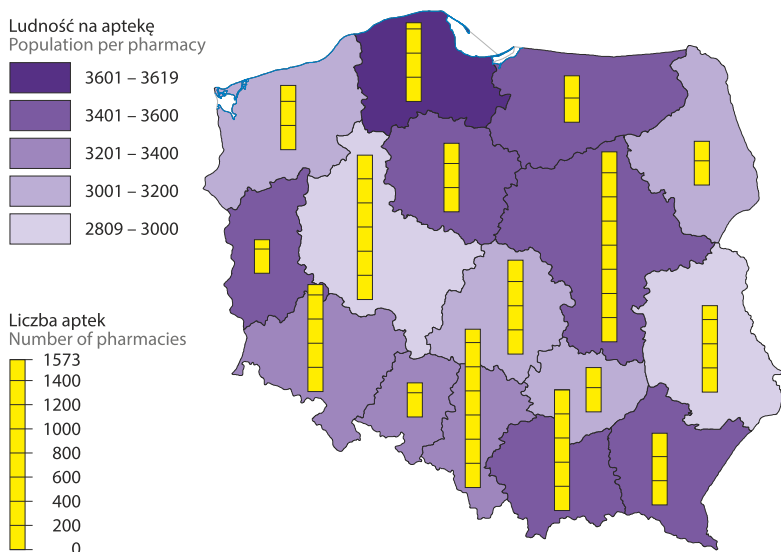 Ludność na aptekę
Population per pharmacy
3601 – 3619
3401 – 3600
3201 – 3400
3001 – 3200
2809 – 3000
Liczba aptek
Number of pharmacies
1573
1400
1200
1000
800
600
400
200
0